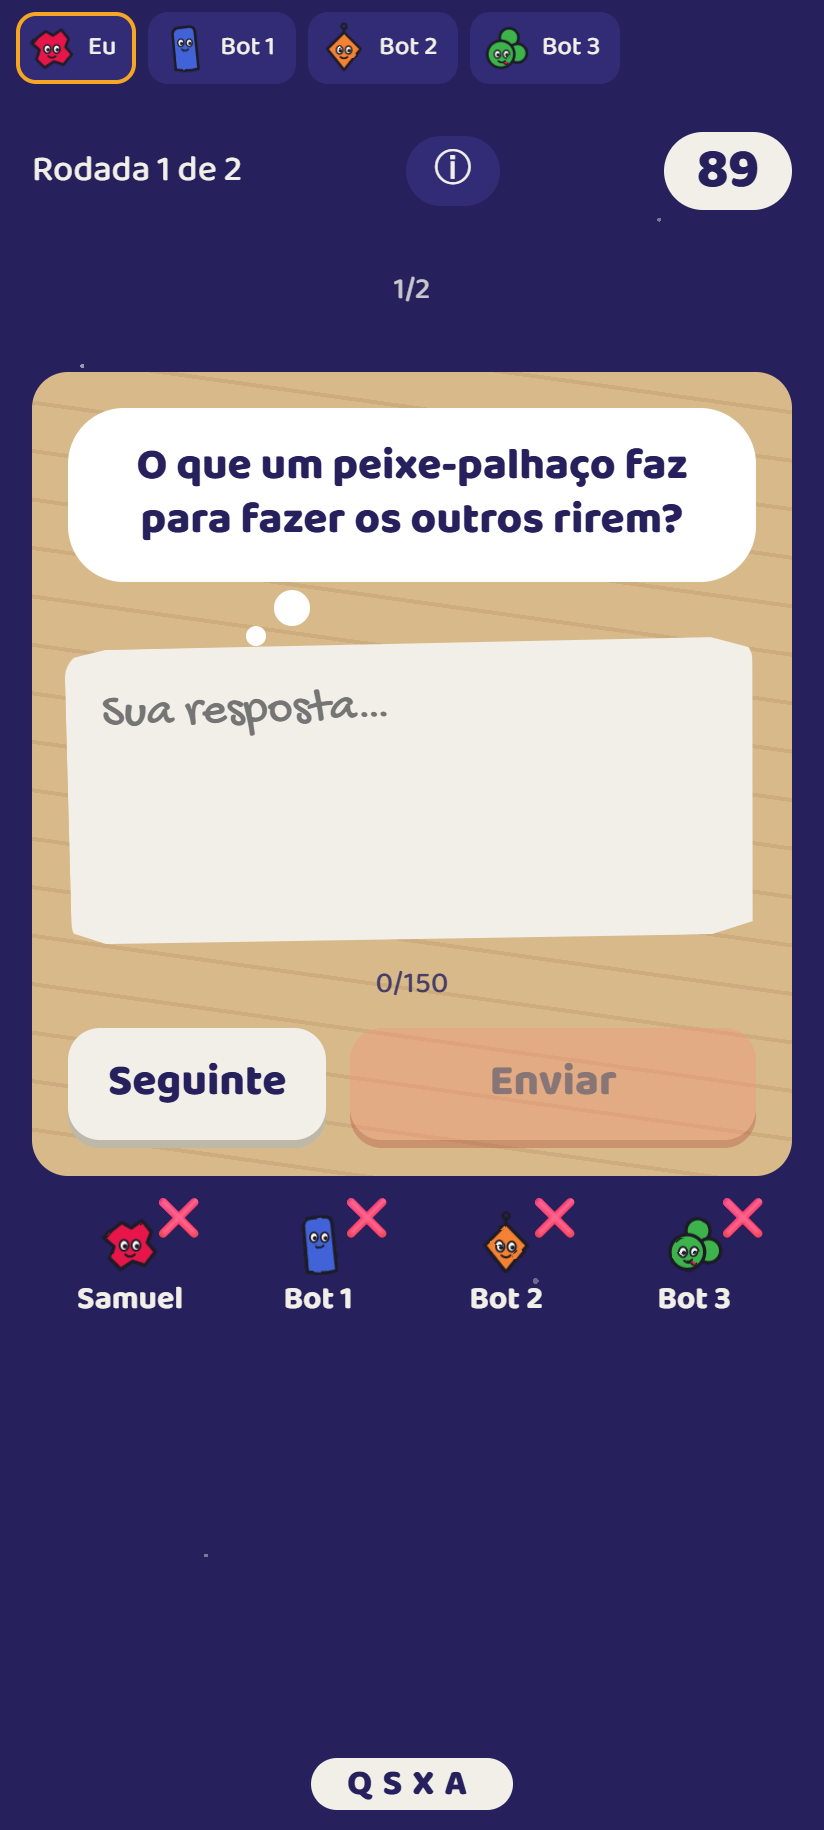 Eu
Bot 1
Bot 2
Bot 3
Rodada 1 de 2
89
1/2
O que um peixe-palhaço faz
para fazer os outros rirem?
Sua resposta...
0/150
Seguinte
Enviar
Samuel
Bot 1
Bot 2
Bot 3
QSXA